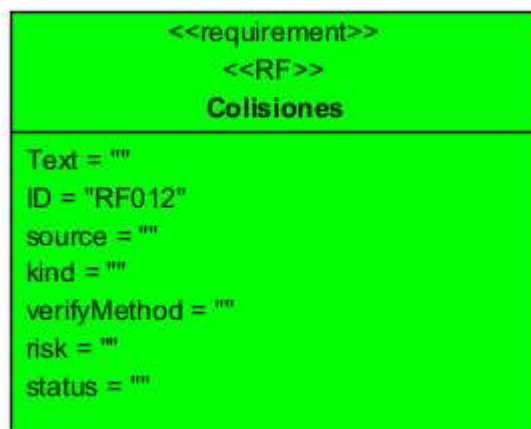 <<requirement>>
<<RF>>
Colisiones
Text = ""
ID = "RF012"
source = ""
kind = ""
verifyMethod = ""
risk = ""
status = ""